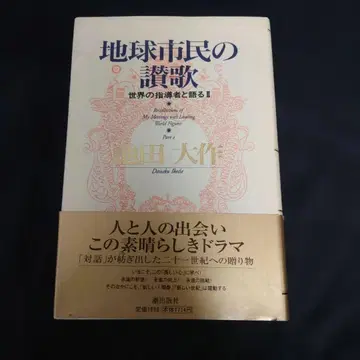 地球市民の
讃歌
世界の指導者と語るⅡ
Recollections of
My Meetings with Leading
World Figures
Part 2
池田 大作
Daisaku Ikeda
人と人の出会い
この素晴らしきドラマ
「対話」が紡ぎ出した二十一世紀への贈り物
潮出版社